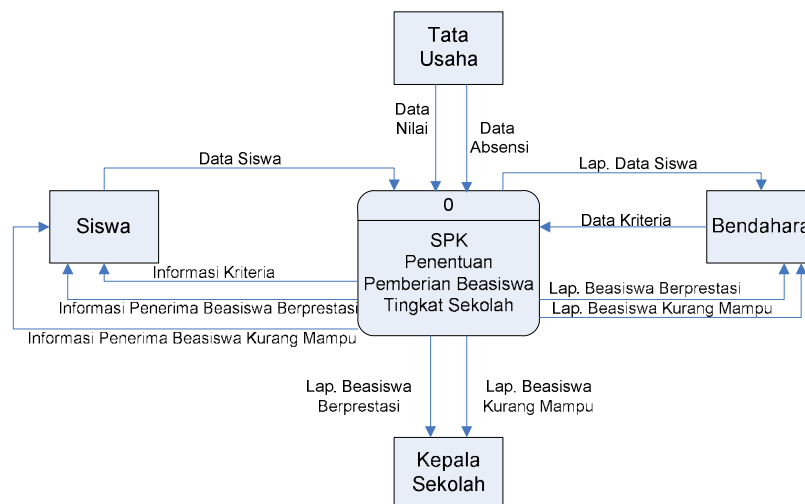 Tata
Usaha
Data
Nilai
Data
Absensi
Data Siswa
Lap. Data Siswa
0
Siswa
SPK
Penentuan
Pemberian Beasiswa
Tingkat Sekolah
Data Kriteria
Bendahara
Informasi Kriteria
Informasi Penerima Beasiswa Berprestasi
Informasi Penerima Beasiswa Kurang Mampu
Lap. Beasiswa Berprestasi
Lap. Beasiswa Kurang Mampu
Lap. Beasiswa
Berprestasi
Lap. Beasiswa
Kurang Mampu
Kepala
Sekolah